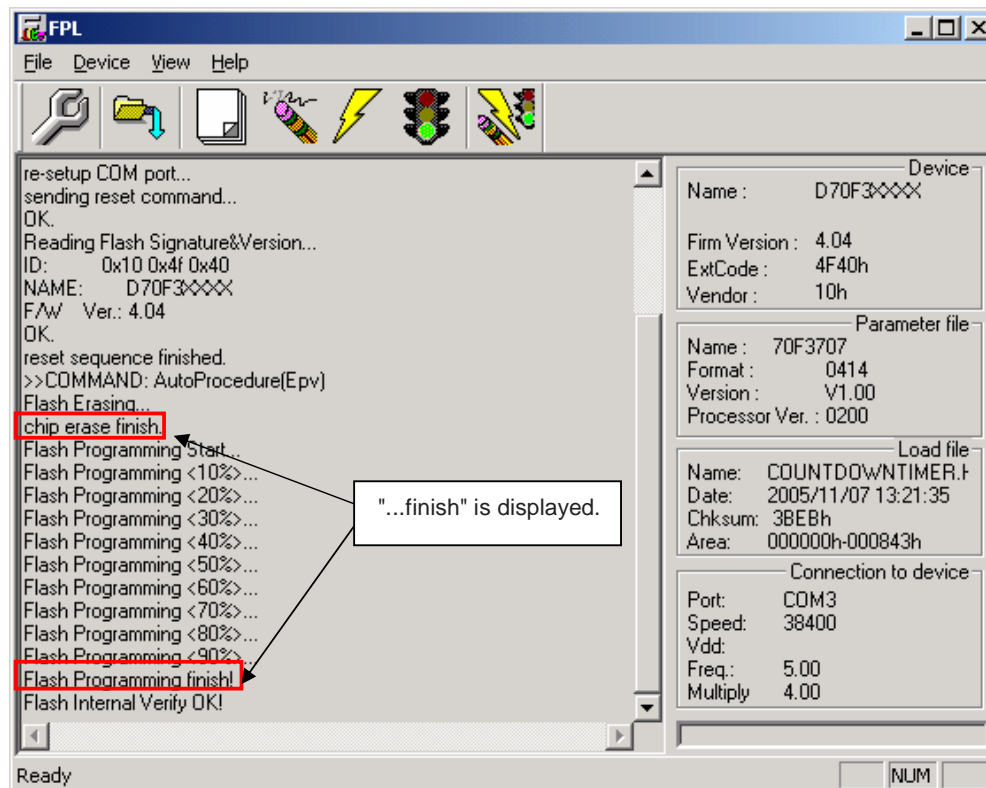 FPL
File Device View Help
re-setup COM port...
sending reset command...
OK.
Reading Flash Signature&Version...
ID: 0x10 0x4f 0x40
NAME: D70F3XXXX
F/W Ver.: 4.04
OK.
reset sequence finished.
>>COMMAND: AutoProcedure(Epv)
Flash Erasing...
chip erase finish.
Flash Programming Start...
Flash Programming <10%>...
Flash Programming <20%>...
Flash Programming <30%>...
Flash Programming <40%>...
Flash Programming <50%>...
Flash Programming <60%>...
Flash Programming <70%>...
Flash Programming <80%>...
Flash Programming <90%>...
Flash Programming finish!
Flash Internal Verify OK!
"...finish" is displayed.
Device
Name : D70F3XXXX
Firm Version : 4.04
ExtCode : 4F40h
Vendor : 10h
Parameter file
Name : 70F3707
Format : 0414
Version : V1.00
Processor Ver. : 0200
Load file
Name: COUNTDOWNTIMER.H
Date: 2005/11/07 13:21:35
Chksum: 3BEBh
Area: 000000h-000843h
Connection to device
Port: COM3
Speed: 38400
Vdd:
Freq.: 5.00
Multiply 4.00
Ready
NUM